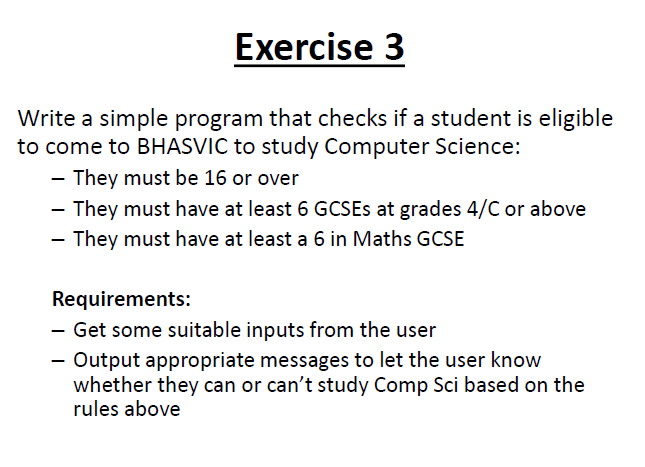 Exercise 3
Write a simple program that checks if a student is eligible
to come to BHASVIC to study Computer Science:
– They must be 16 or over
– They must have at least 6 GCSEs at grades 4/C or above
– They must have at least a 6 in Maths GCSE
Requirements:
– Get some suitable inputs from the user
– Output appropriate messages to let the user know
whether they can or can’t study Comp Sci based on the
rules above